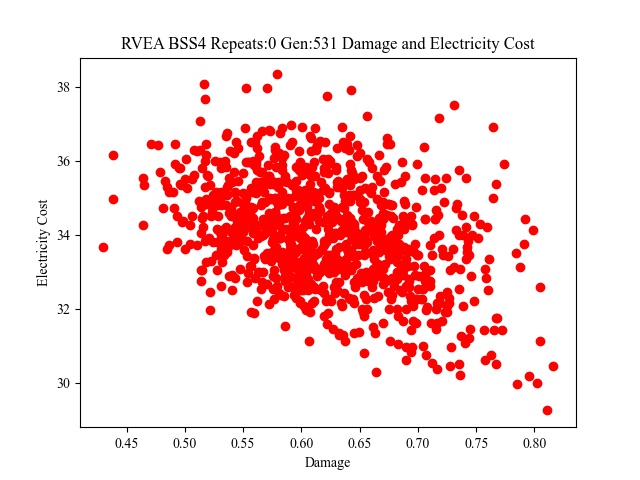 RVEA BSS4 Repeats:0 Gen:531 Damage and Electricity Cost
38
36
34
32
30
Electricity Cost
0.45 0.50 0.55 0.60 0.65 0.70 0.75 0.80
Damage